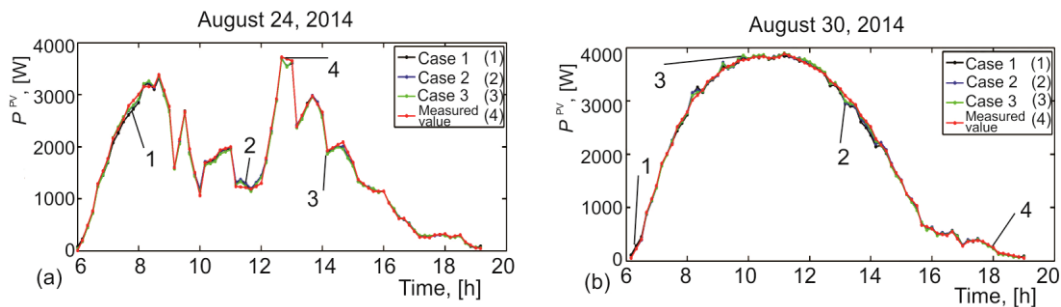 August 24, 2014
P^PV, [W]
4000
3000
2000
1000
0
6
8
10
12
14
16
18
20
Time, [h]
(a)
Case 1 (1)
Case 2 (2)
Case 3 (3)
Measured value (4)
1
2
3
4
August 30, 2014
P^PV, [W]
4000
3000
2000
4000
0
6
8
10
12
14
16
18
20
Time, [h]
(b)
Case 1 (1)
Case 2 (2)
Case 3 (3)
Measured value (4)
1
2
3
4